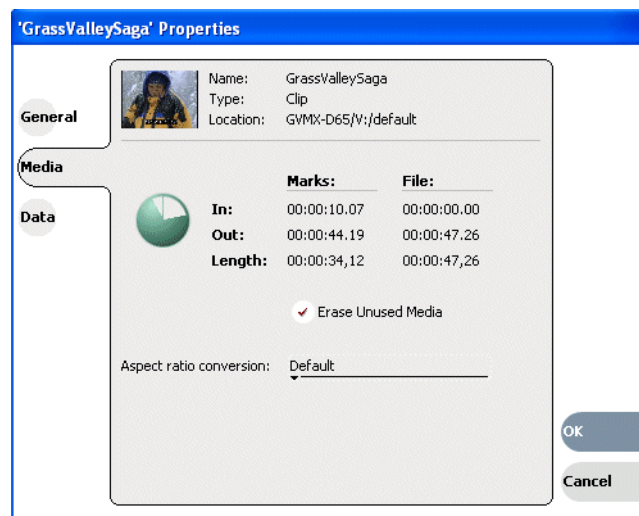 'GrassValleySaga' Properties
Name: GrassValleySaga
Type: Clip
Location: GVMX-D65/V:/default
General
Media
Data
Marks: File:
In: 00:00:10.07 00:00:00.00
Out: 00:00:44.19 00:00:47.26
Length: 00:00:34,12 00:00:47,26
Erase Unused Media
Aspect ratio conversion: Default
OK
Cancel